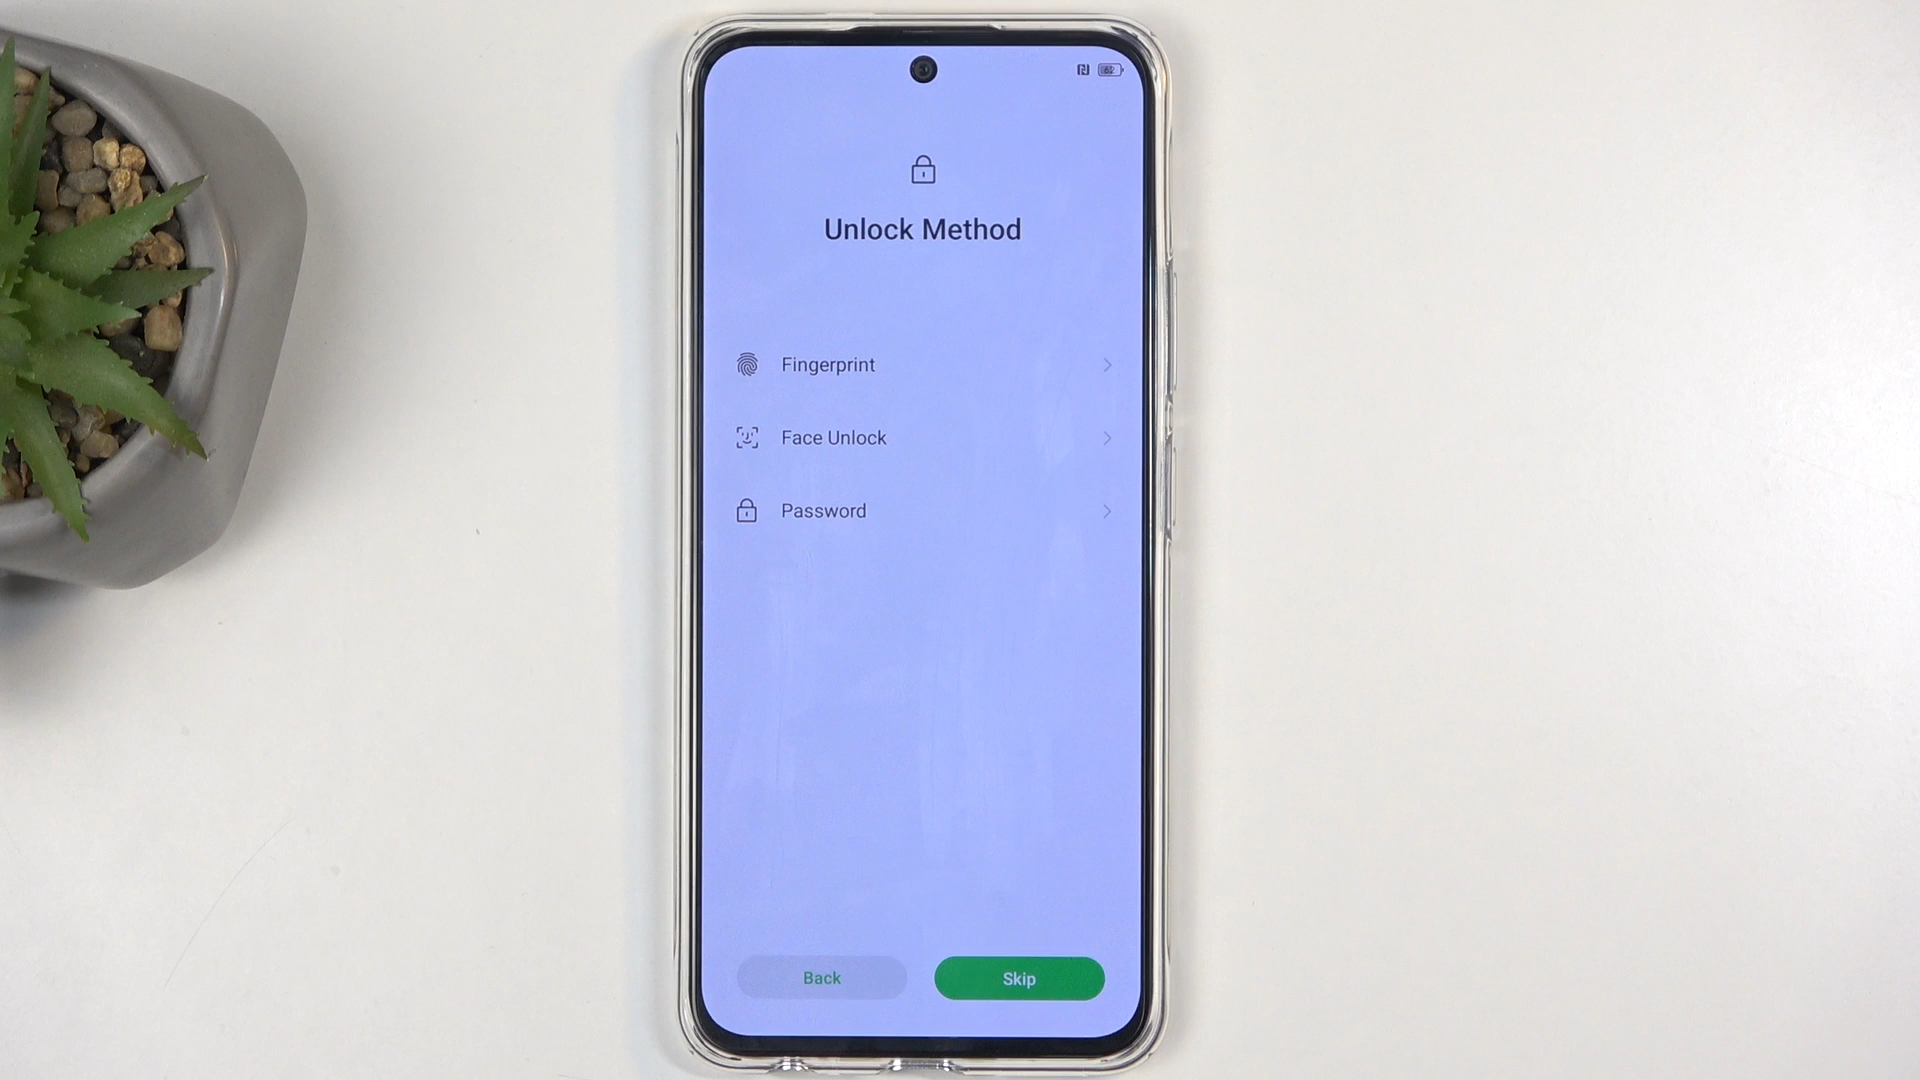 Unlock Method
Fingerprint
Face Unlock
Password
Back
Skip